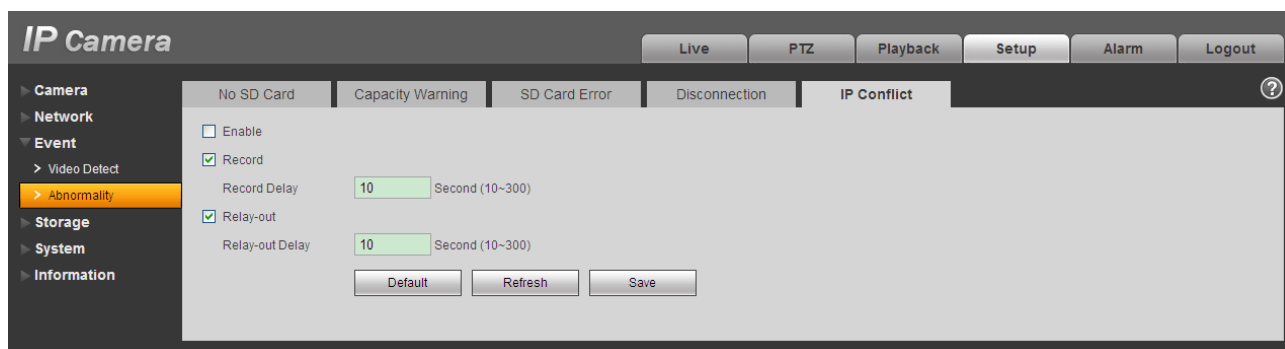 IP Camera
Live PTZ Playback Setup Alarm Logout
Camera
Network
Event
> Video Detect
> Abnormality
Storage
System
Information
No SD Card Capacity Warning SD Card Error Disconnection IP Conflict ?
Enable
Record
Record Delay 10 Second (10~300)
Relay-out
Relay-out Delay 10 Second (10~300)
Default Refresh Save